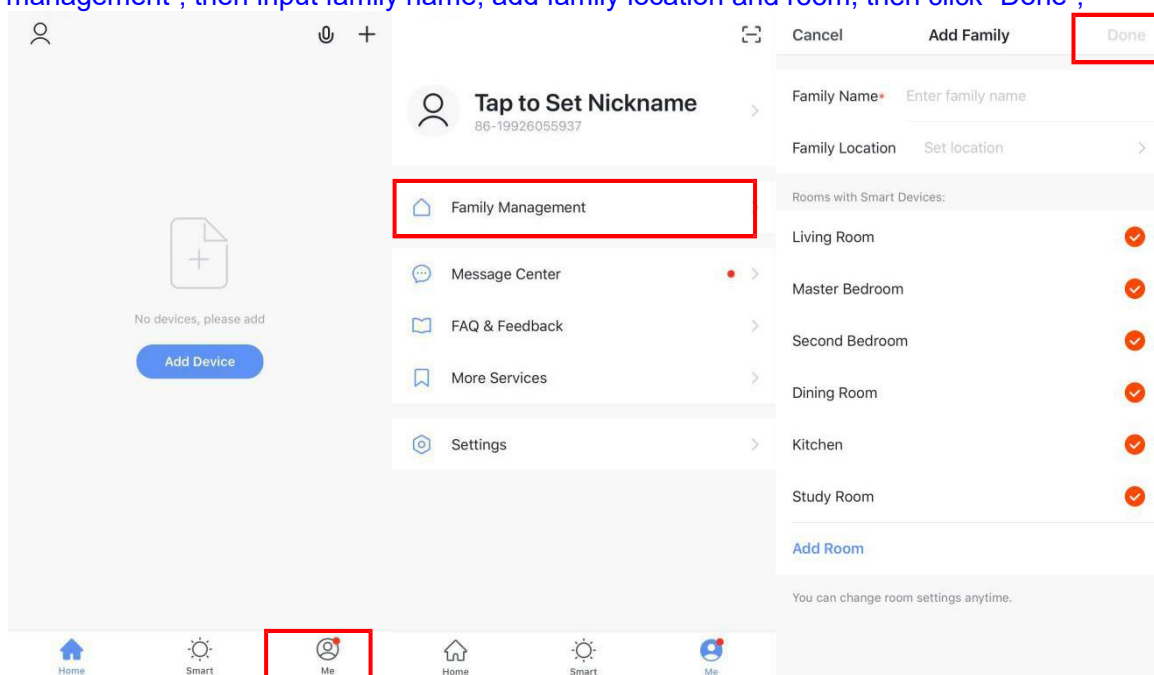 management", then input family name, add family location and room, then click "Done",
No devices, please add
Add Device
Home
Smart
Me
Tap to Set Nickname
86-19926055937
Family Management
Message Center
FAQ & Feedback
More Services
Settings
Home
Smart
Me
Cancel Add Family Done
Family Name* Enter family name
Family Location Set location
Rooms with Smart Devices:
Living Room
Master Bedroom
Second Bedroom
Dining Room
Kitchen
Study Room
Add Room
You can change room settings anytime.